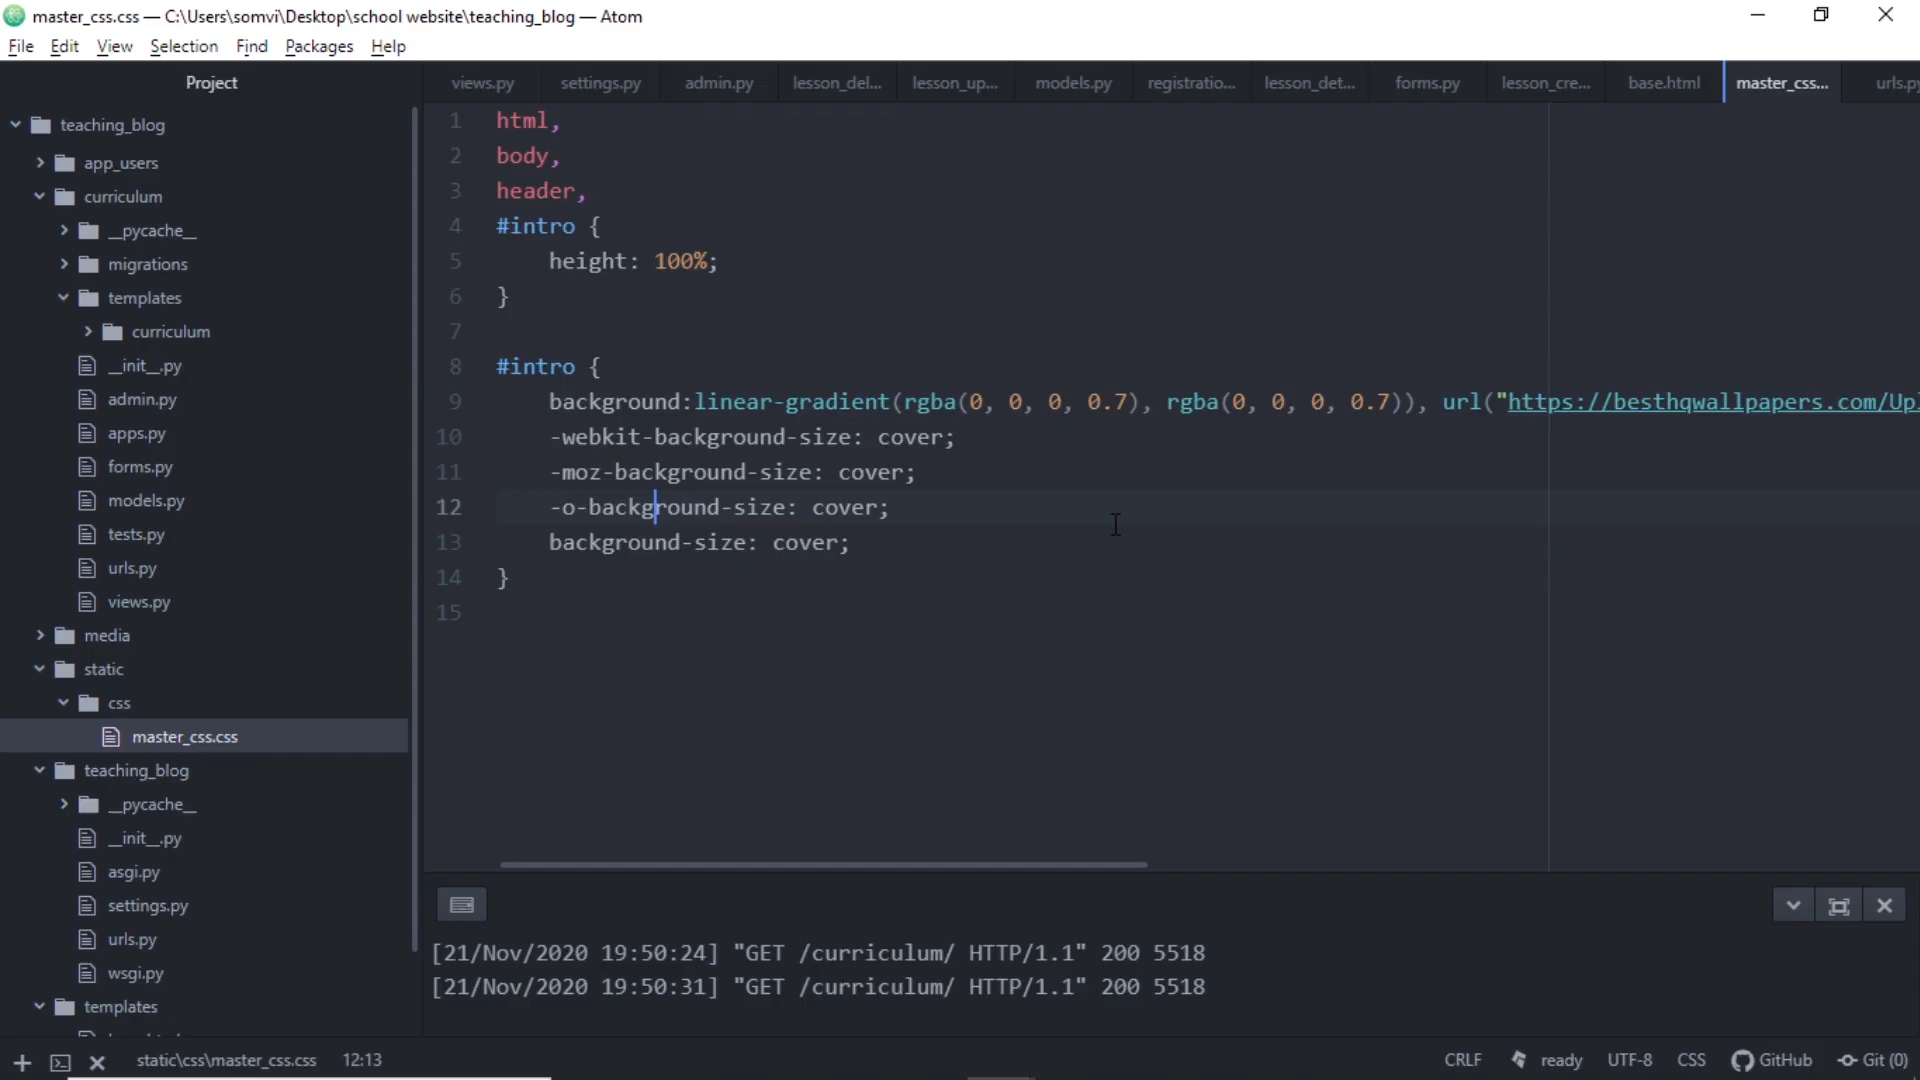 master_css.css — C:\Users\somvi\Desktop\school website\teaching_blog — Atom
File Edit View Selection Find Packages Help
Project
views.py settings.py admin.py lesson_del... lesson_up... models.py registratio... lesson_det... forms.py lesson_cre... base.html master_css... urls.py
teaching_blog
app_users
curriculum
__pycache__
migrations
templates
curriculum
__init__.py
admin.py
apps.py
forms.py
models.py
tests.py
urls.py
views.py
media
static
css
master_css.css
teaching_blog
__pycache__
__init__.py
asgi.py
settings.py
urls.py
wsgi.py
templates
1 html,
2 body,
3 header,
4 #intro {
5 height: 100%;
6 }
7
8 #intro {
9 background:linear-gradient(rgba(0, 0, 0, 0.7), rgba(0, 0, 0, 0.7)), url("https://besthqwallpapers.com/Upl
10 -webkit-background-size: cover;
11 -moz-background-size: cover;
12 -o-background-size: cover;
13 background-size: cover;
14 }
15
[21/Nov/2020 19:50:24] "GET /curriculum/ HTTP/1.1" 200 5518
[21/Nov/2020 19:50:31] "GET /curriculum/ HTTP/1.1" 200 5518
static\css\master_css.css 12:13 CRLF ready UTF-8 CSS GitHub Git (0)